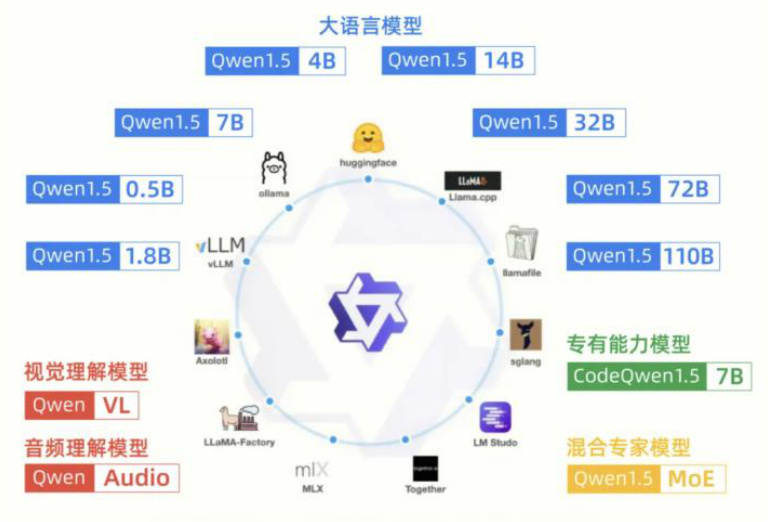 大语言模型
Qwen1.5 4B
Qwen1.5 14B
Qwen1.5 7B
Qwen1.5 32B
huggingface
ollama
LLaMA
Llama.cpp
Qwen1.5 0.5B
Qwen1.5 72B
vLLM
vLLM
llamafile
Qwen1.5 1.8B
Qwen1.5 110B
Axolotl
sglang
专有能力模型
CodeQwen1.5 7B
视觉理解模型
Qwen VL
LLaMA-Factory
LM Studo
音频理解模型
Qwen Audio
mlX
MLX
together.ai
Together
混合专家模型
Qwen1.5 MoE